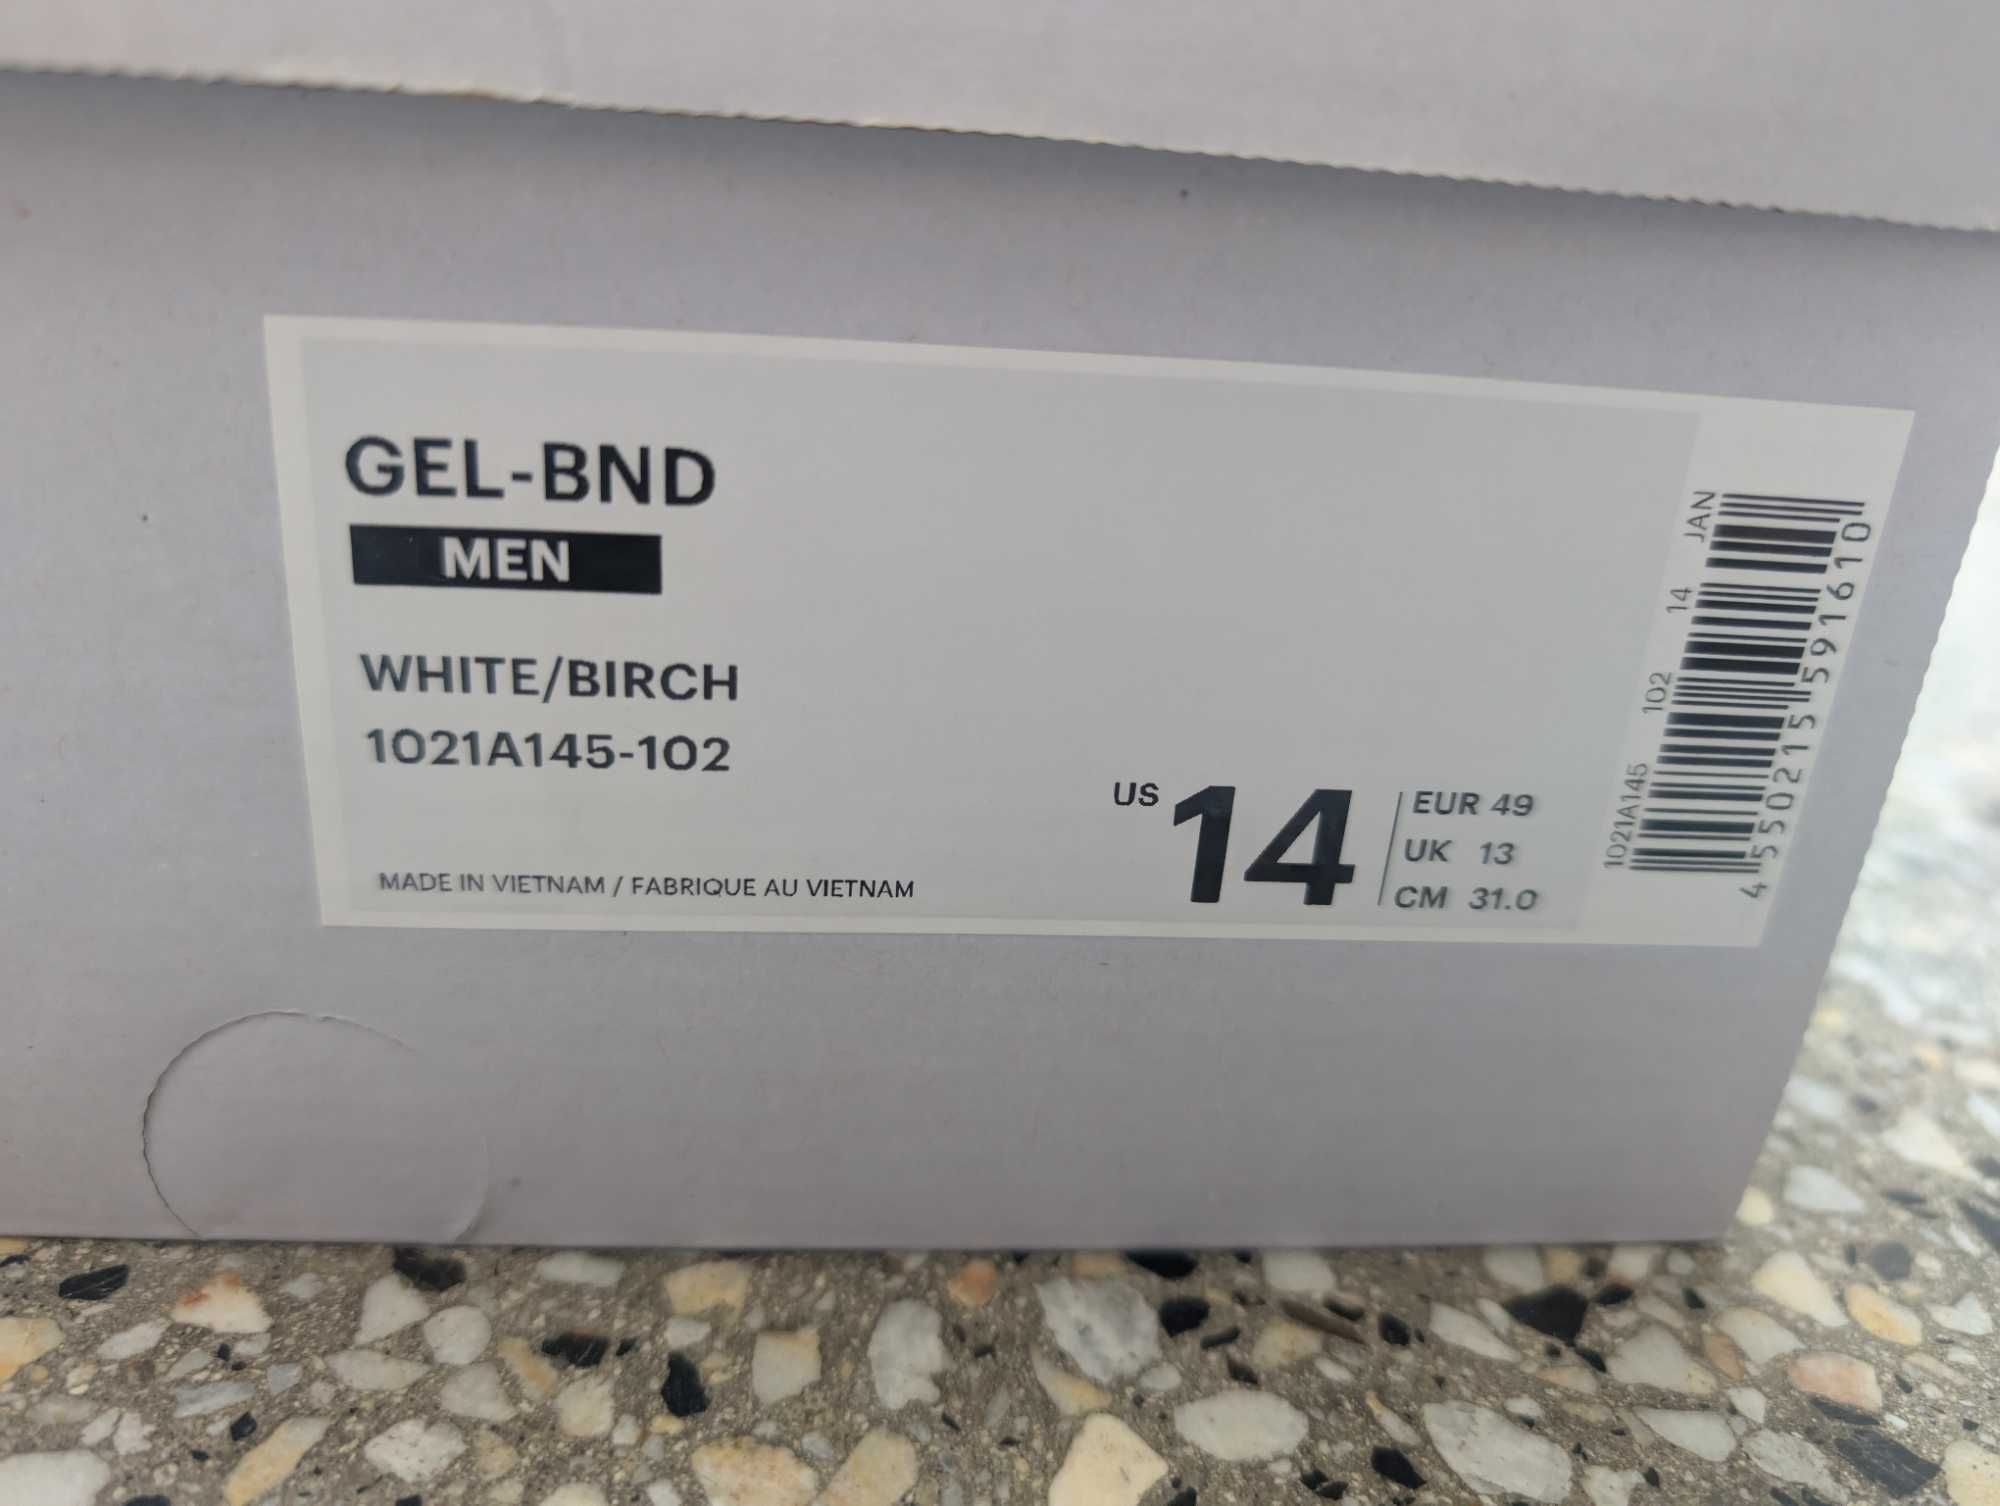 GEL-BND
MEN
WHITE/BIRCH
1021A145-102
MADE IN VIETNAM / FABRIQUE AU VIETNAM
US 14
EUR 49
UK 13
CM 31.0
1021A145 102 14 JAN
4550215591610